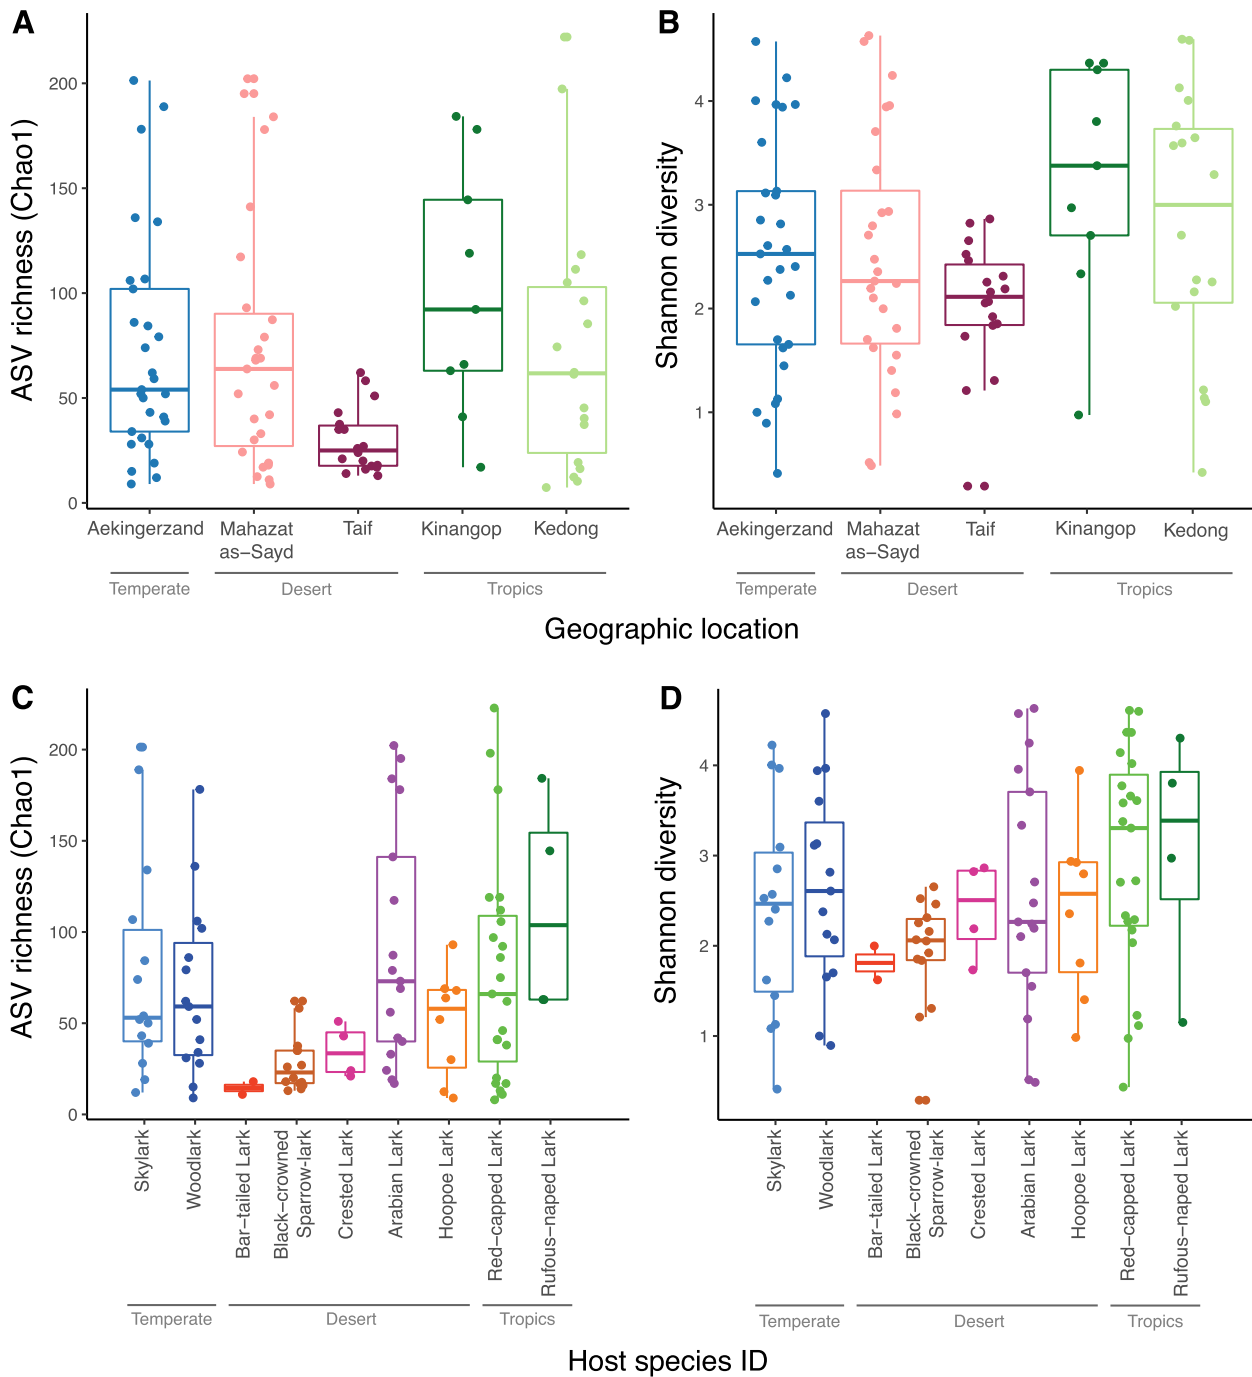 A
ASV richness (Chao1)
200
150
100
50
0
Aekingerzand
Mahazat
as−Sayd
Taif
Kinangop
Kedong
Temperate
Desert
Tropics
B
Shannon diversity
4
3
2
1
Aekingerzand
Mahazat
as−Sayd
Taif
Kinangop
Kedong
Temperate
Desert
Tropics
Geographic location
C
ASV richness (Chao1)
200
150
100
50
0
Skylark
Woodlark
Bar−tailed Lark
Black−crowned
Sparrow-lark
Crested Lark
Arabian Lark
Hoopoe Lark
Red−capped Lark
Rufous−naped Lark
Temperate
Desert
Tropics
D
Shannon diversity
4
3
2
1
Skylark
Woodlark
Bar−tailed Lark
Black−crowned
Sparrow-lark
Crested Lark
Arabian Lark
Hoopoe Lark
Red−capped Lark
Rufous−naped Lark
Temperate
Desert
Tropics
Host species ID